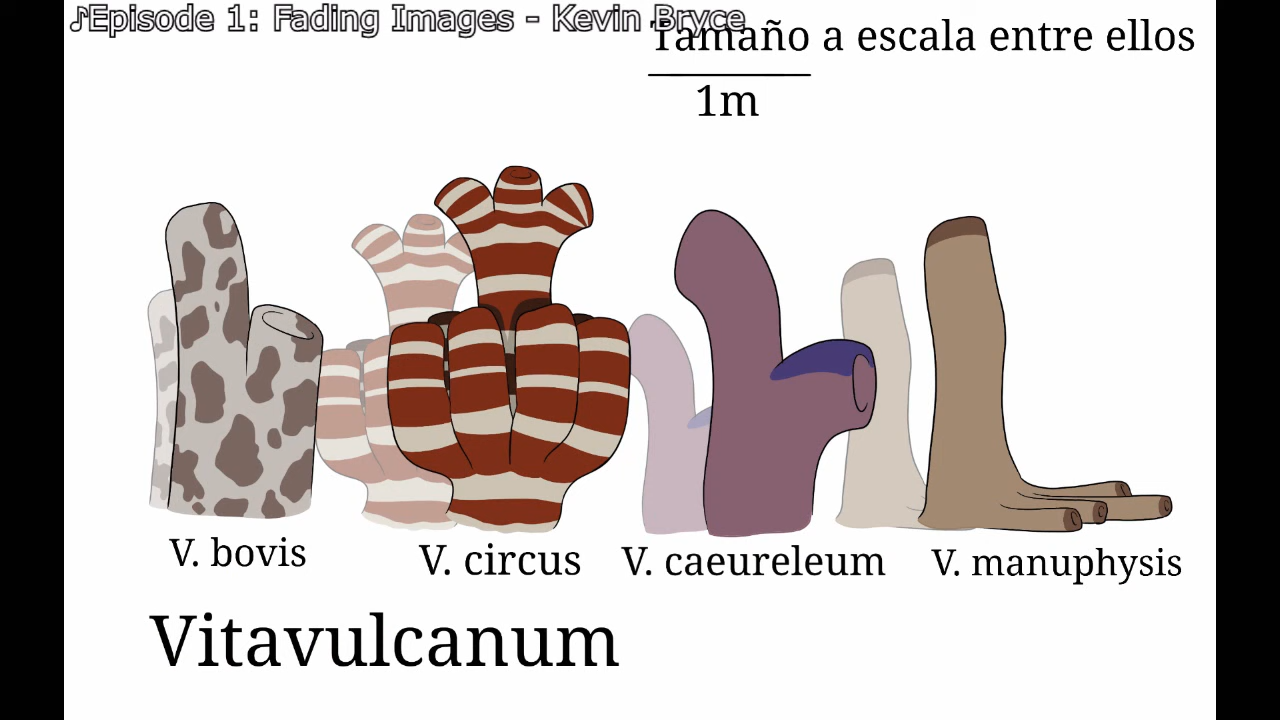 ♪Episode 1: Fading Images - Kevin Bryce
Tamaño a escala entre ellos
1m
V. bovis
V. circus
V. caeureleum
V. manuphysis
Vitavulcanum